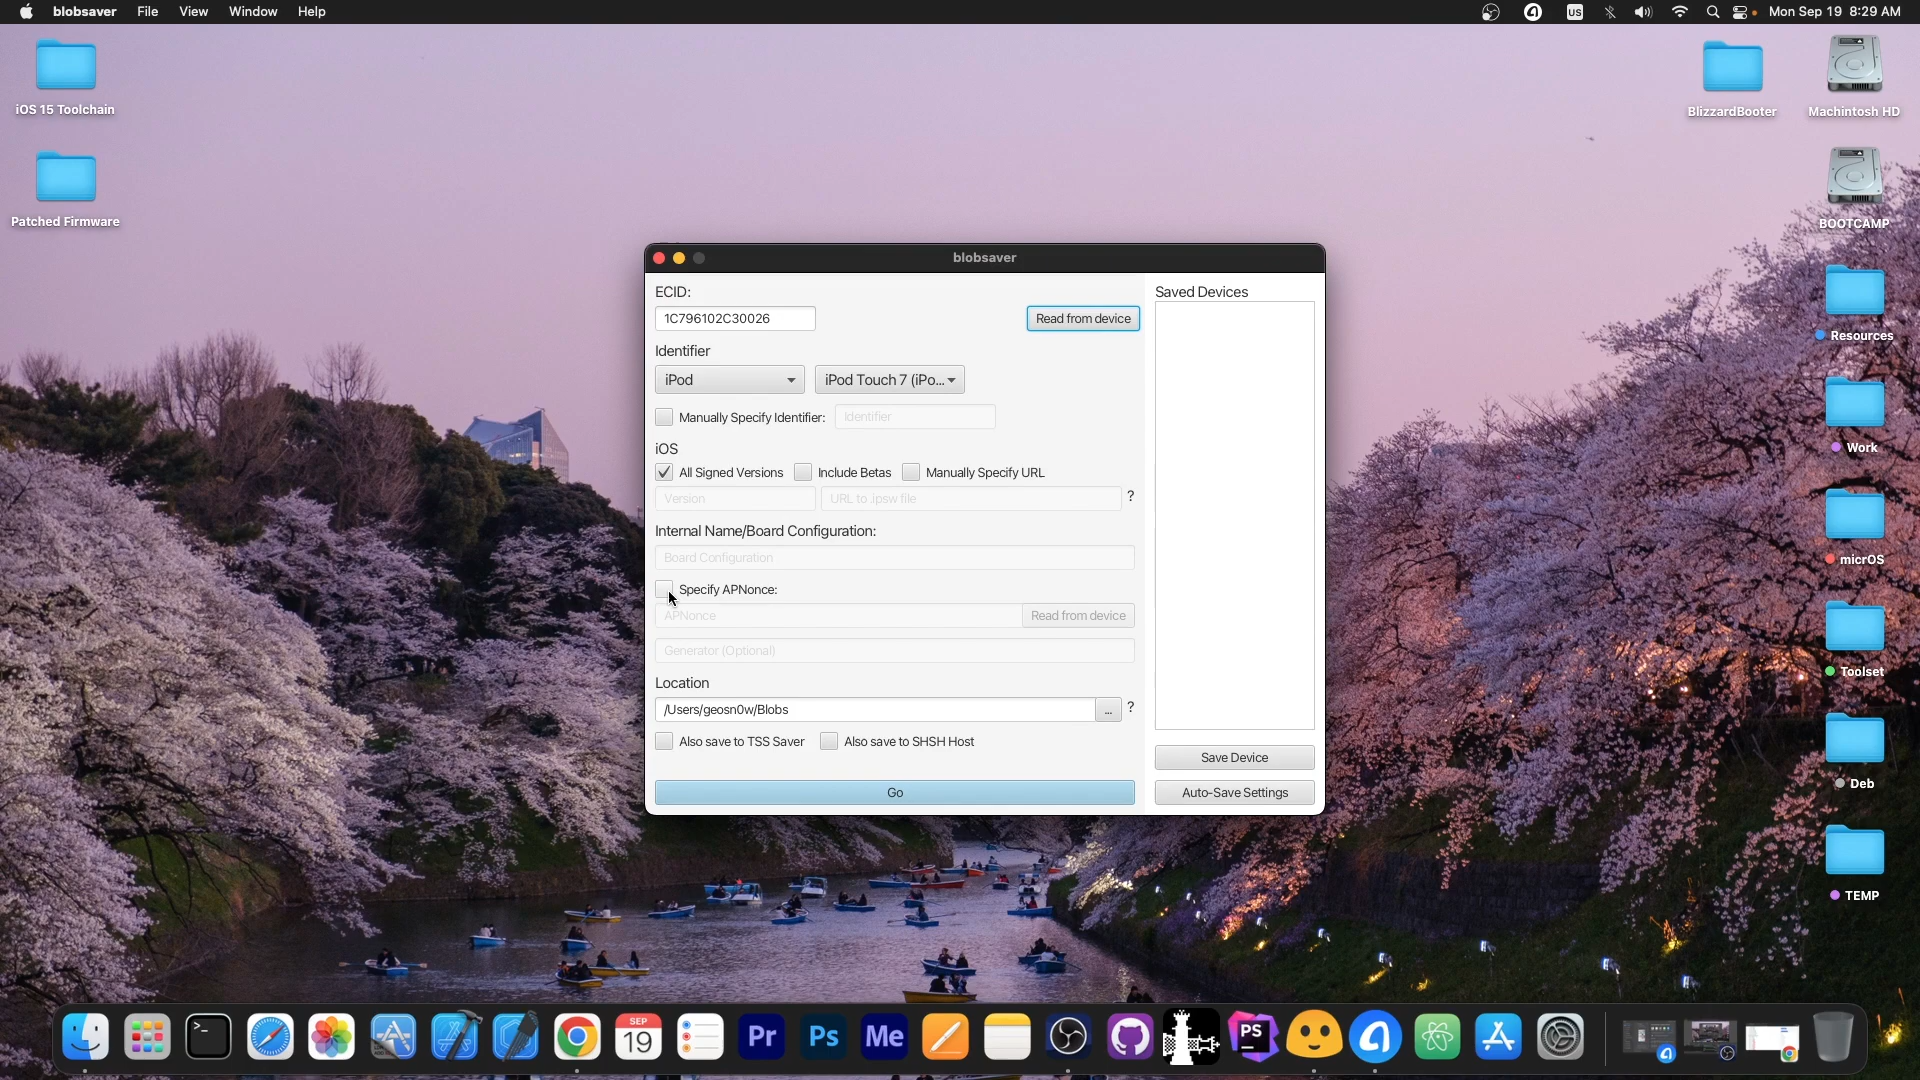 blobsaver File View Window Help
US
Mon Sep 19 8:29 AM
iOS 15 Toolchain
Patched Firmware
BlizzardBooter
Machintosh HD
BOOTCAMP
Resources
Work
micrOS
Toolset
Deb
TEMP
blobsaver
ECID:
1C796102C30026
Read from device
Identifier
iPod
iPod Touch 7 (iPo...
Manually Specify Identifier:
Identifier
iOS
All Signed Versions
Include Betas
Manually Specify URL
Version
URL to .ipsw file
?
Internal Name/Board Configuration:
Board Configuration
Specify APNonce:
APNonce
Read from device
Generator (Optional)
Location
/Users/geosn0w/Blobs
...
?
Also save to TSS Saver
Also save to SHSH Host
Go
Saved Devices
Save Device
Auto-Save Settings
SEP
19
Pr
Ps
Me
PS